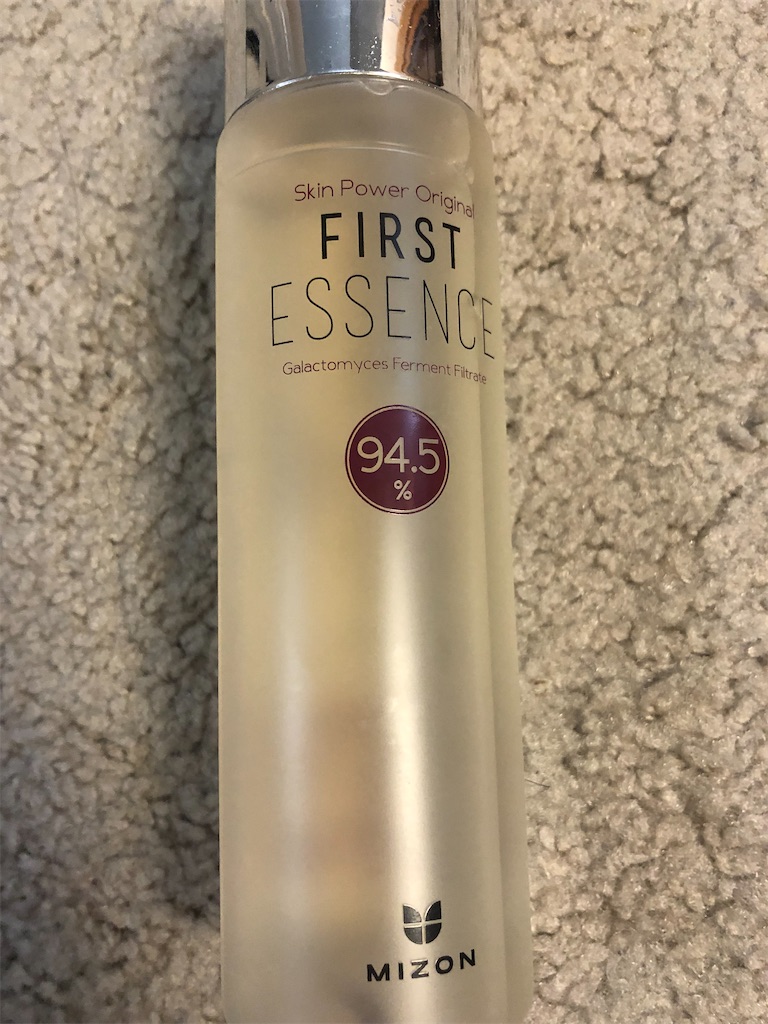 Skin Power Original
FIRST
ESSENCE
Galactomyces Ferment Filtrate
94.5
%
MIZON